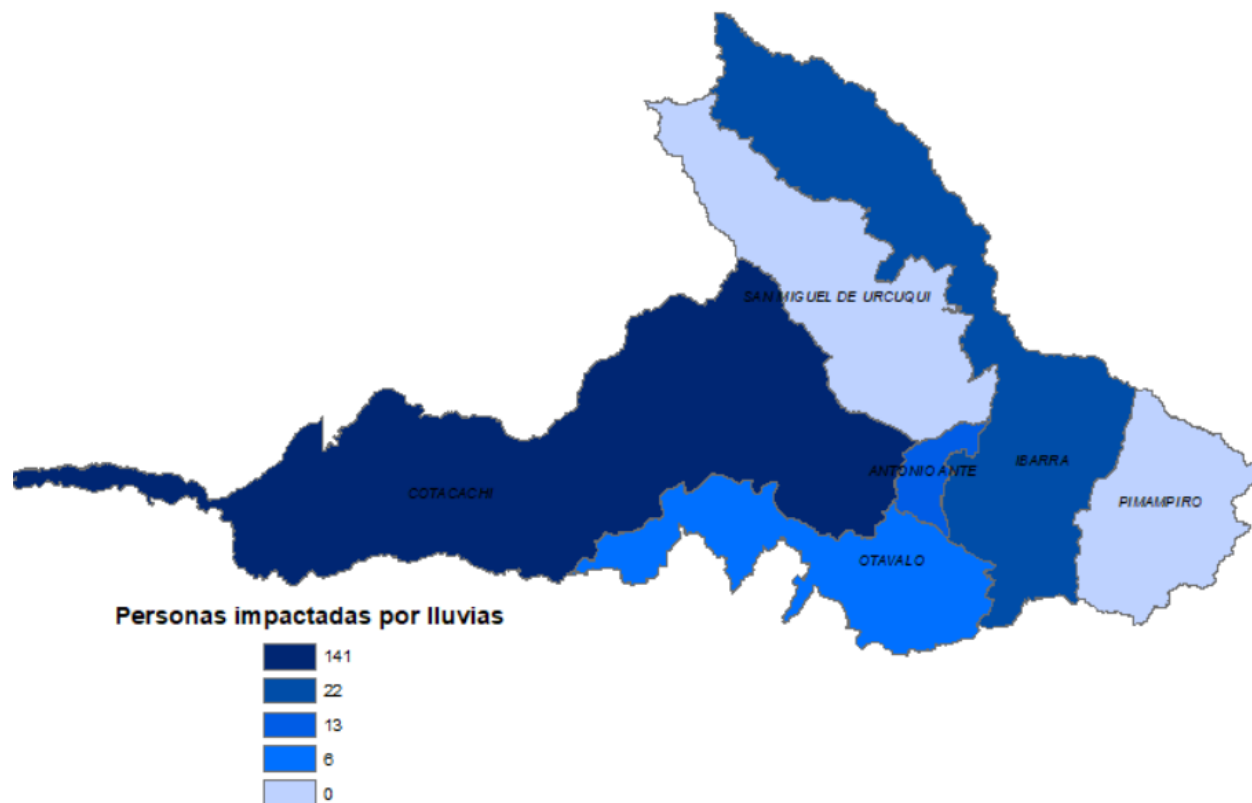 SAN MIGUEL DE URCUQUI
ANTONIO ANTE
IBARRA
COTACACHI
PIMAMPIRO
OTAVALO
Personas impactadas por lluvias
141
22
13
6
0